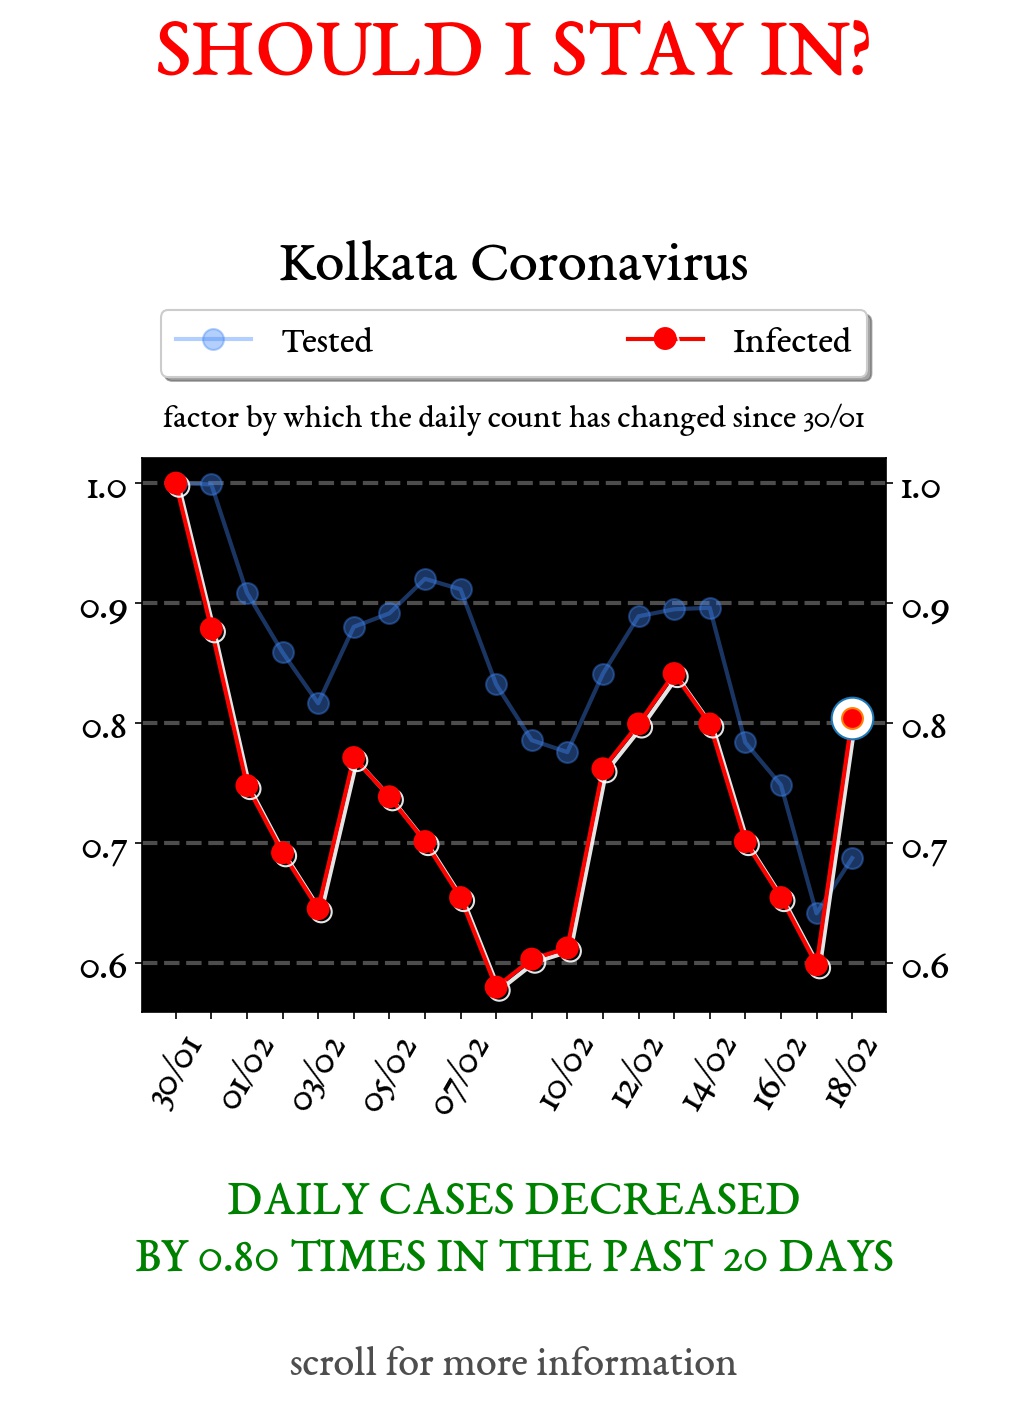 SHOULD I STAY IN?
Kolkata Coronavirus
Tested Infected
factor by which the daily count has changed since 30/01
1.0 1.0
0.9 0.9
0.8 0.8
0.7 0.7
0.6 0.6
30/01 01/02 03/02 05/02 07/02 10/02 12/02 14/02 16/02 18/02
DAILY CASES DECREASED
BY 0.80 TIMES IN THE PAST 20 DAYS
scroll for more information